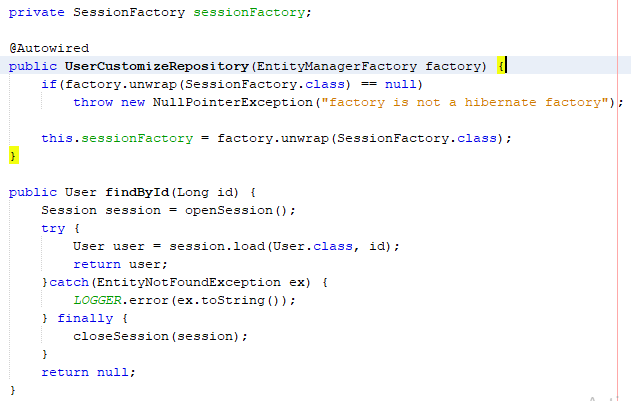 private SessionFactory sessionFactory;
@Autowired
public UserCustomizeRepository(EntityManagerFactory factory) {
if(factory.unwrap(SessionFactory.class) == null)
throw new NullPointerException("factory is not a hibernate factory");
this.sessionFactory = factory.unwrap(SessionFactory.class);
}
public User findById(Long id) {
Session session = openSession();
try {
User user = session.load(User.class, id);
return user;
}catch(EntityNotFoundException ex) {
LOGGER.error(ex.toString());
} finally {
closeSession(session);
}
return null;
}